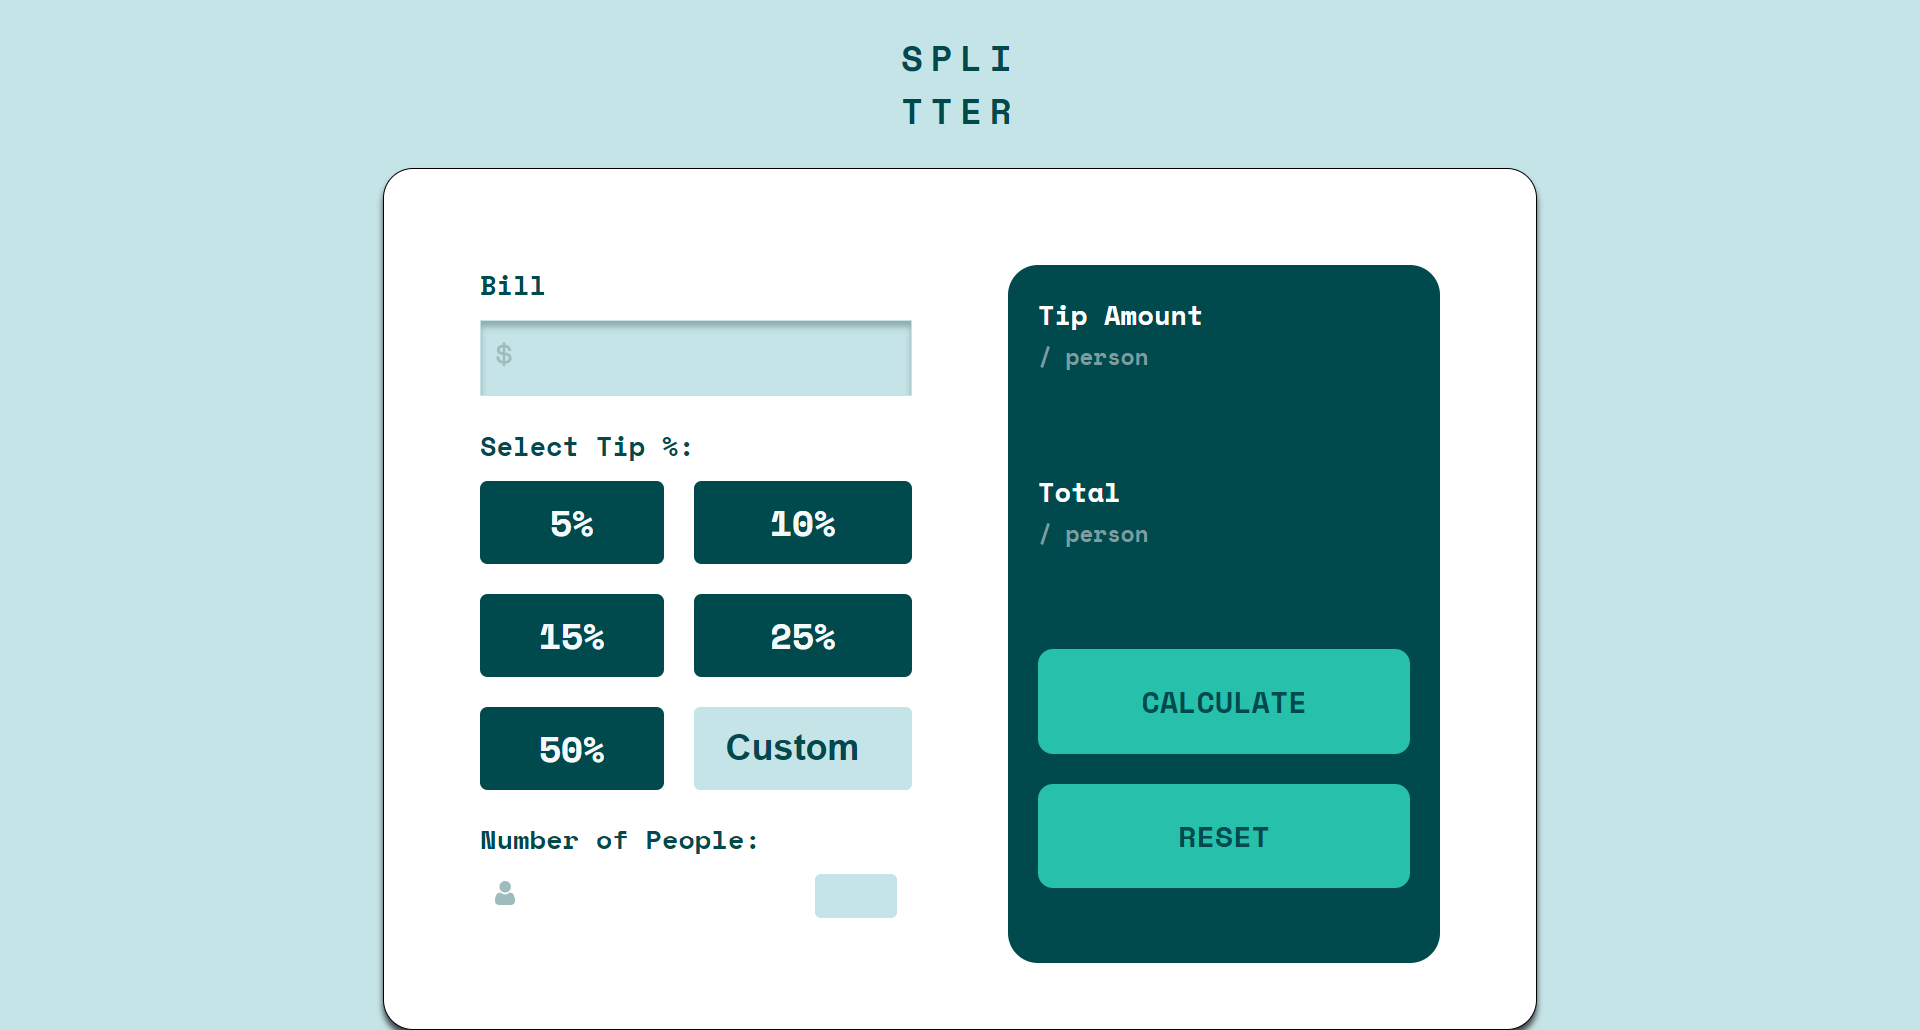 SPLI
TTER
Bill
$
Select Tip %:
5%
10%
15%
25%
50%
Custom
Number of People:
Tip Amount
/ person
Total
/ person
CALCULATE
RESET